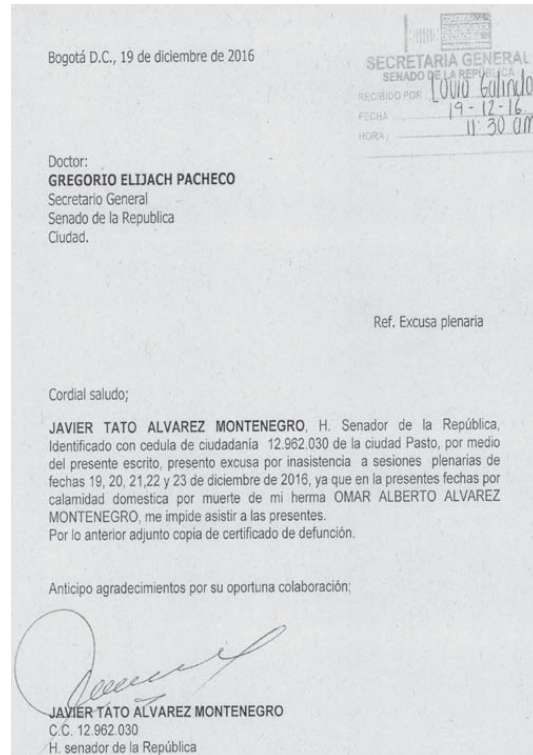 Bogotá D.C., 19 de diciembre de 2016
SECRETARIA GENERAL
SENADO DE LA REPUBLICA
RECIBIDO POR Galindo
FECHA 19-12-16
HORA, 11:30 am
Doctor:
GREGORIO ELIJACH PACHECO
Secretario General
Senado de la Republica
Ciudad.
Ref. Excusa plenaria
Cordial saludo;
JAVIER TATO ALVAREZ MONTENEGRO, H. Senador de la República,
Identificado con cedula de ciudadanía 12.962.030 de la ciudad Pasto, por medio
del presente escrito, presento excusa por inasistencia a sesiones plenarias de
fechas 19, 20, 21,22 y 23 de diciembre de 2016, ya que en la presentes fechas por
calamidad domestica por muerte de mi herma OMAR ALBERTO ALVAREZ
MONTENEGRO, me impide asistir a las presentes.
Por lo anterior adjunto copia de certificado de defunción.
Anticipo agradecimientos por su oportuna colaboración;
JAVIER TATO ALVAREZ MONTENEGRO
C.C. 12.962.030
H. senador de la República